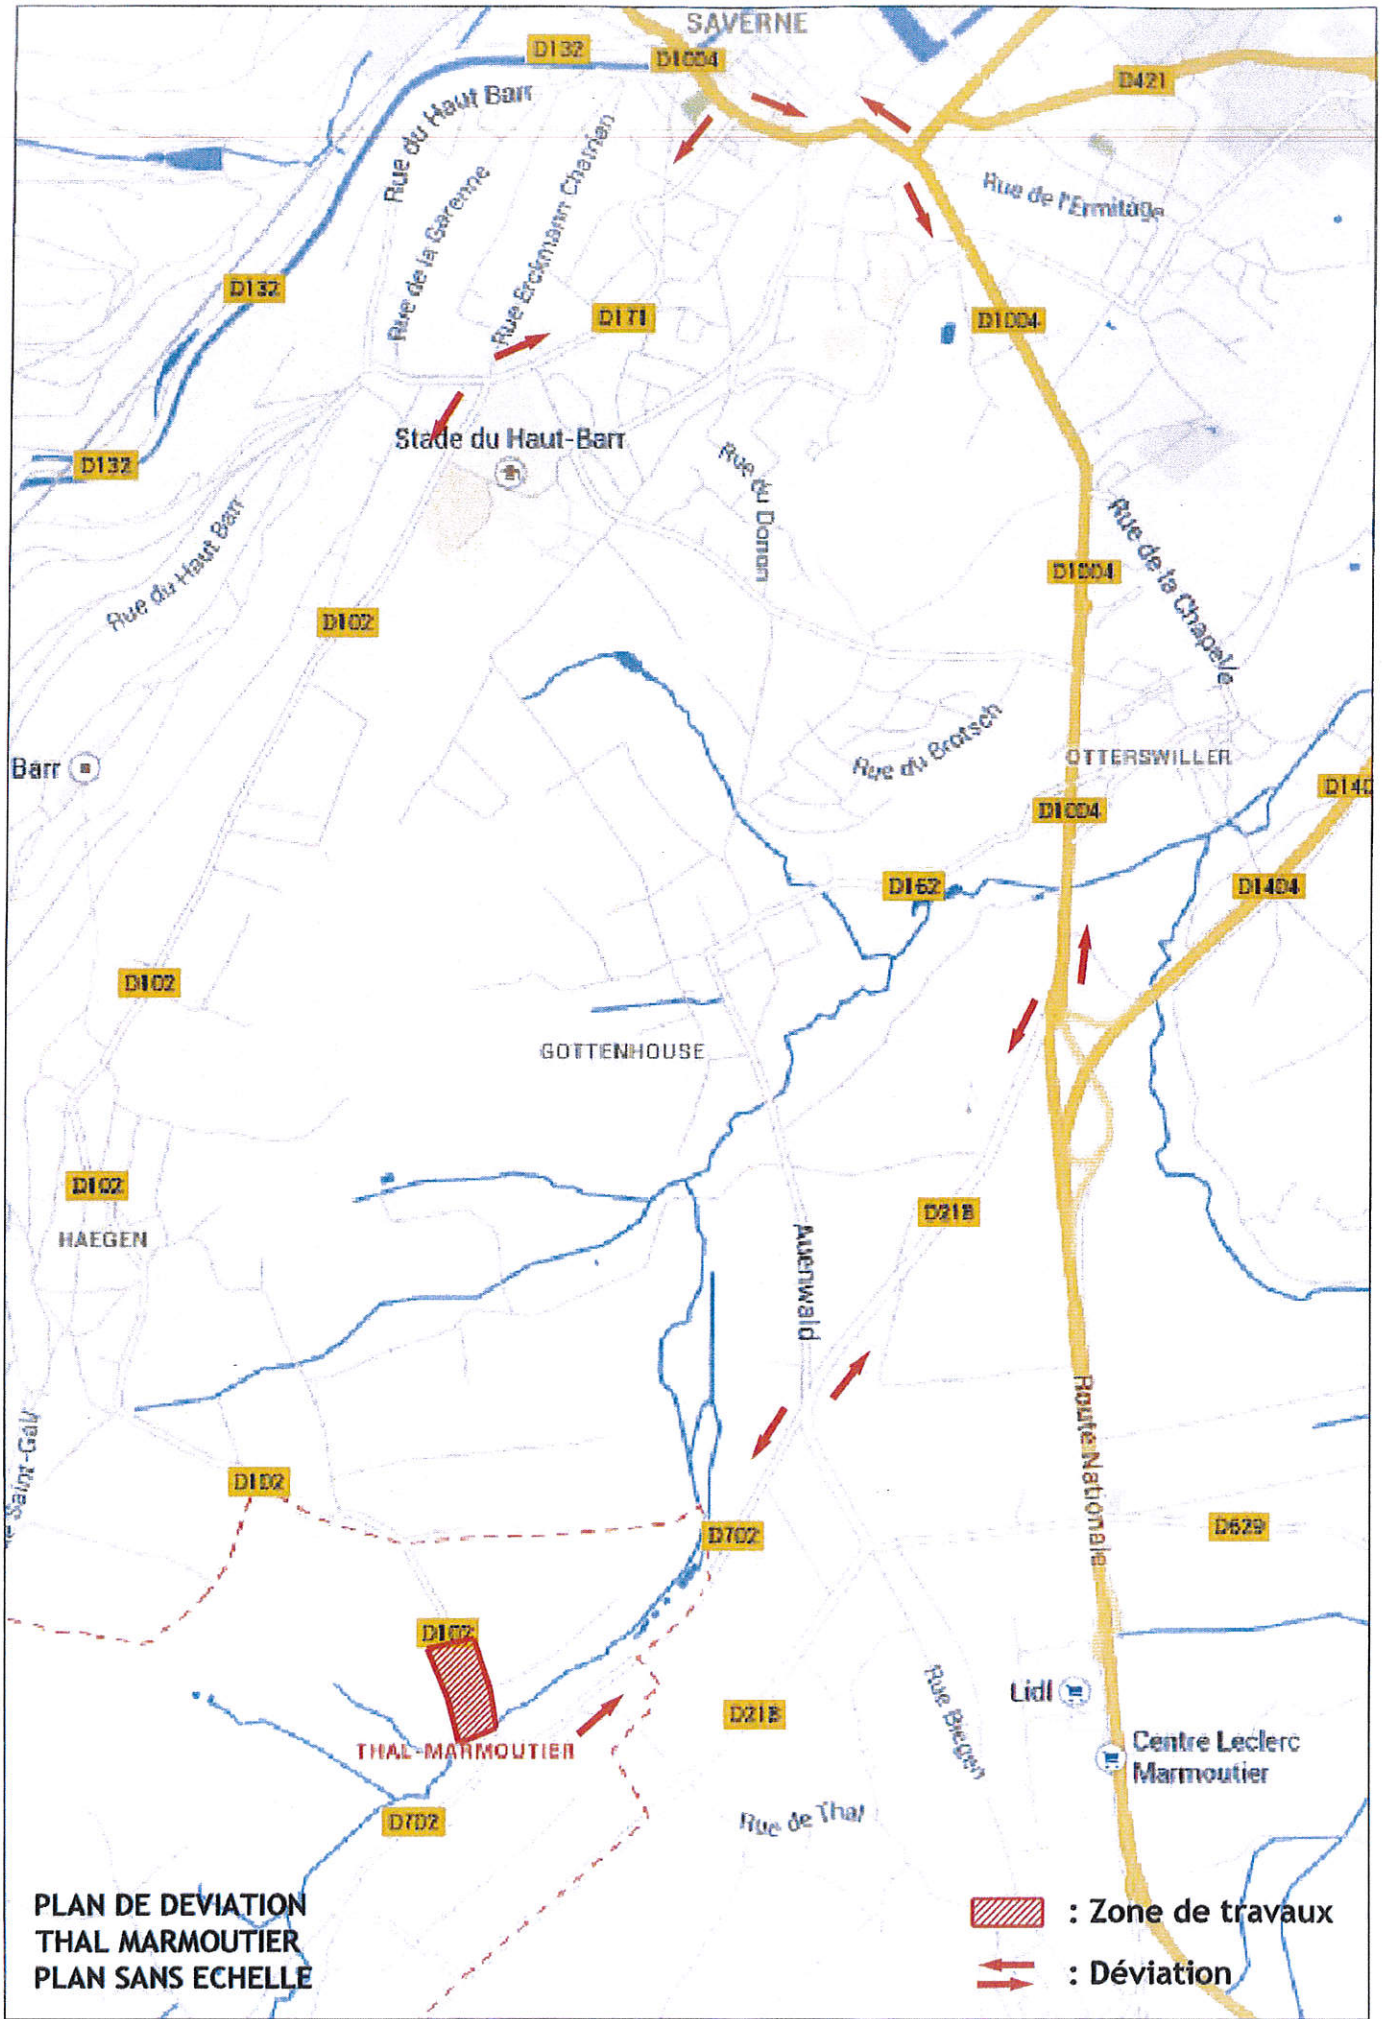 SAVERNE
D132
D1004
D421
Rue du Haut Barr
Rue de la Garenne
Rue Erckmann Chatrian
Rue de l'Ermitage
D132
D171
D1004
Stade du Haut-Barr
D132
Rue du Donon
Rue du Haut Barr
D1004
Rue de la Chapelle
D102
Barr
Rue du Brotsch
OTTERSWILLER
D140
D1004
D162
D1404
D102
GOTTENHOUSE
D102
HAEGEN
D218
Auenwald
Route Nationale
Saint-Gall
D102
D702
D629
D102
Lidl
Rue Biegen
D218
THAL-MARMOUTIER
Centre Leclerc
Marmoutier
D702
Rue de Thal
PLAN DE DEVIATION
THAL MARMOUTIER
PLAN SANS ECHELLE
: Zone de travaux
: Déviation